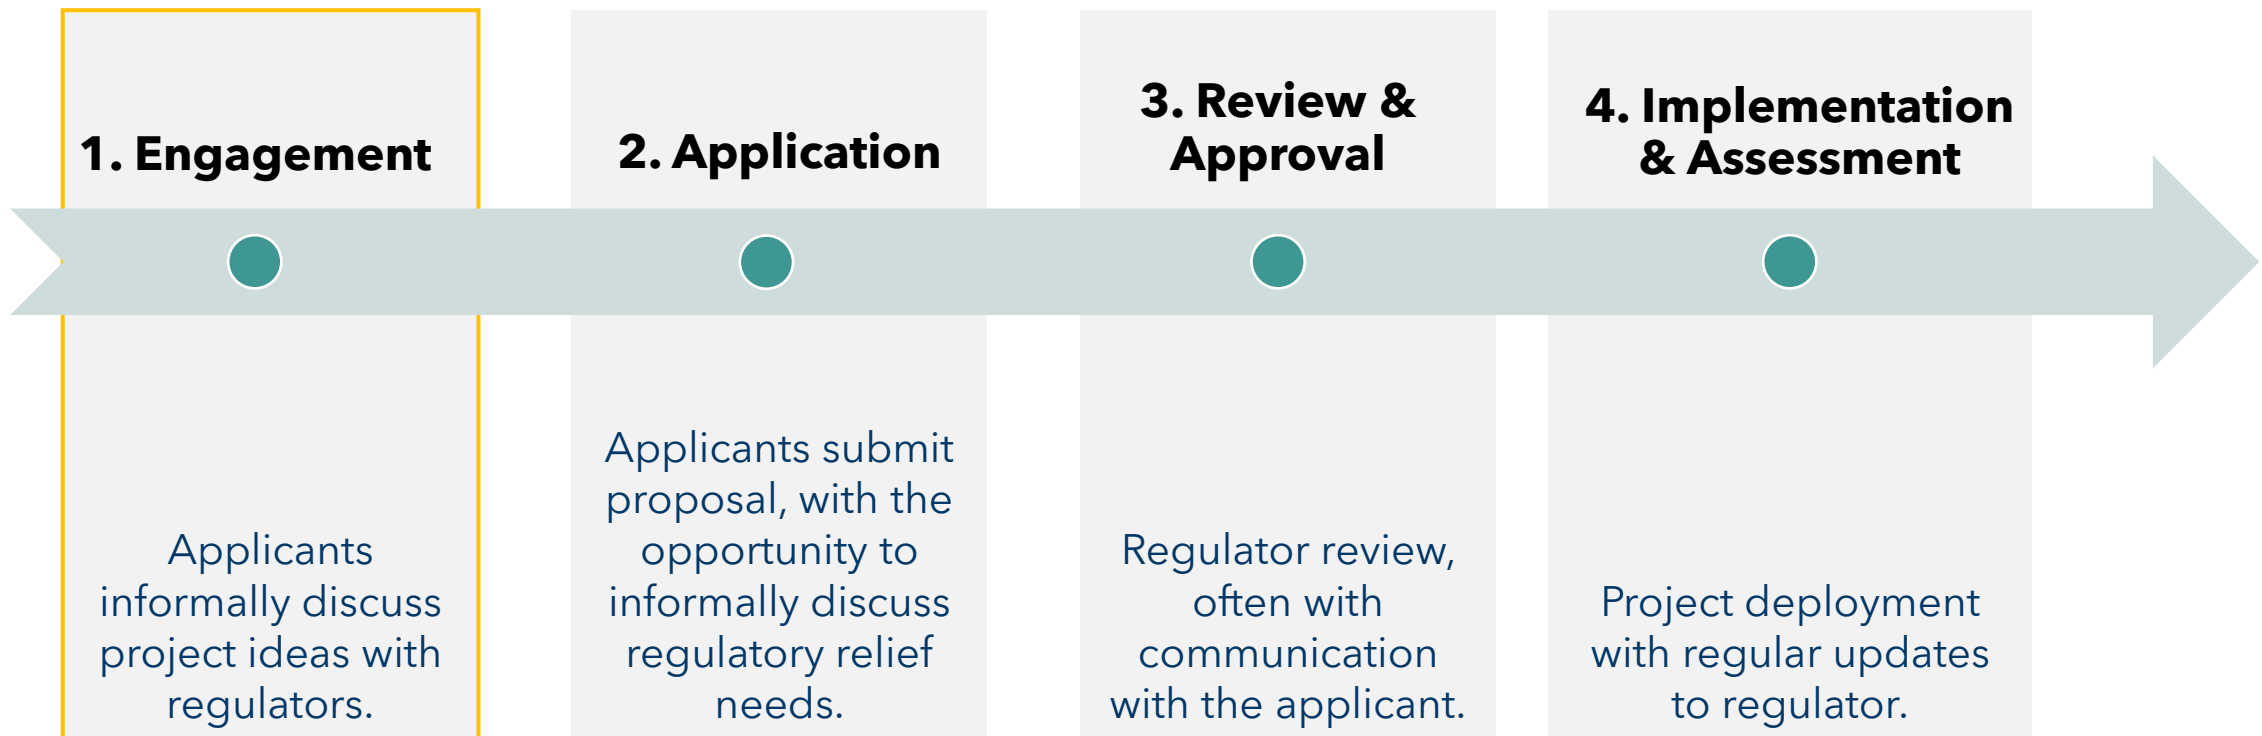 1. Engagement
2. Application
3. Review &
Approval
4. Implementation
& Assessment
Applicants
informally discuss
project ideas with
regulators.
Applicants submit
proposal, with the
opportunity to
informally discuss
regulatory relief
needs.
Regulator review,
often with
communication
with the applicant.
Project deployment
with regular updates
to regulator.